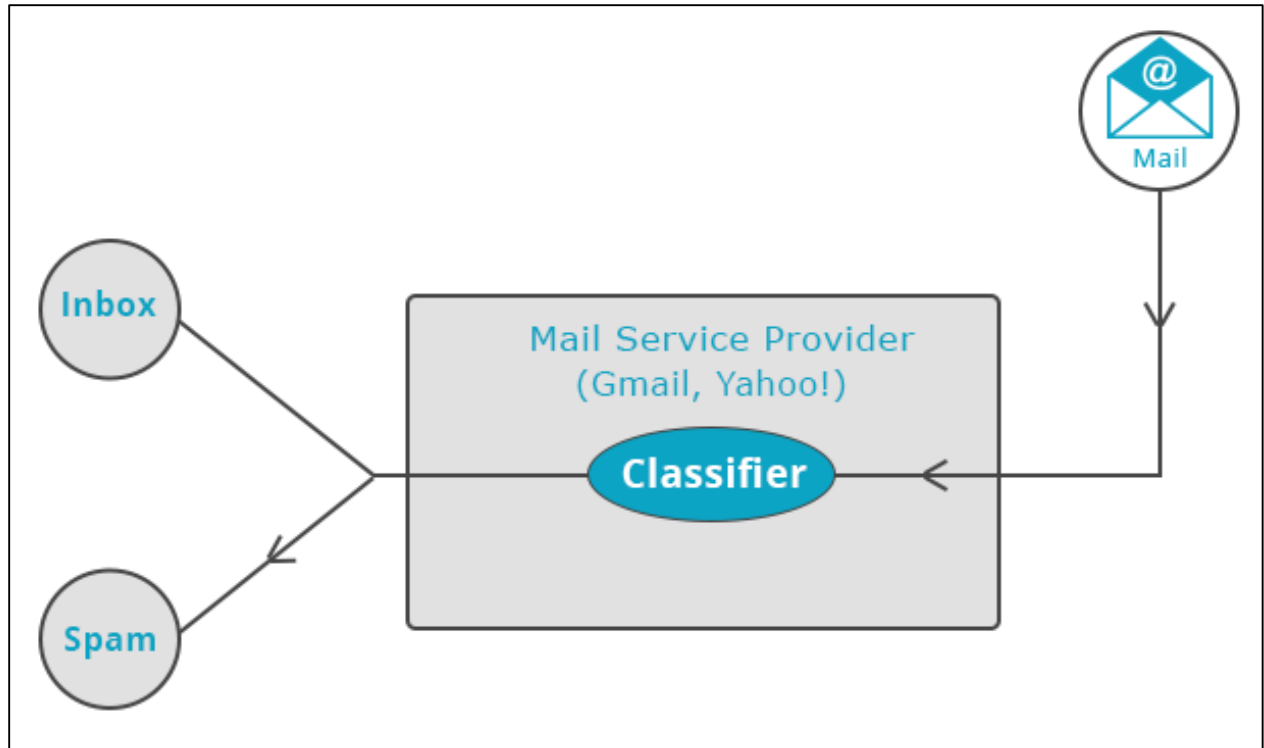 @
Mail
Inbox
Mail Service Provider
(Gmail, Yahoo!)
Classifier
Spam